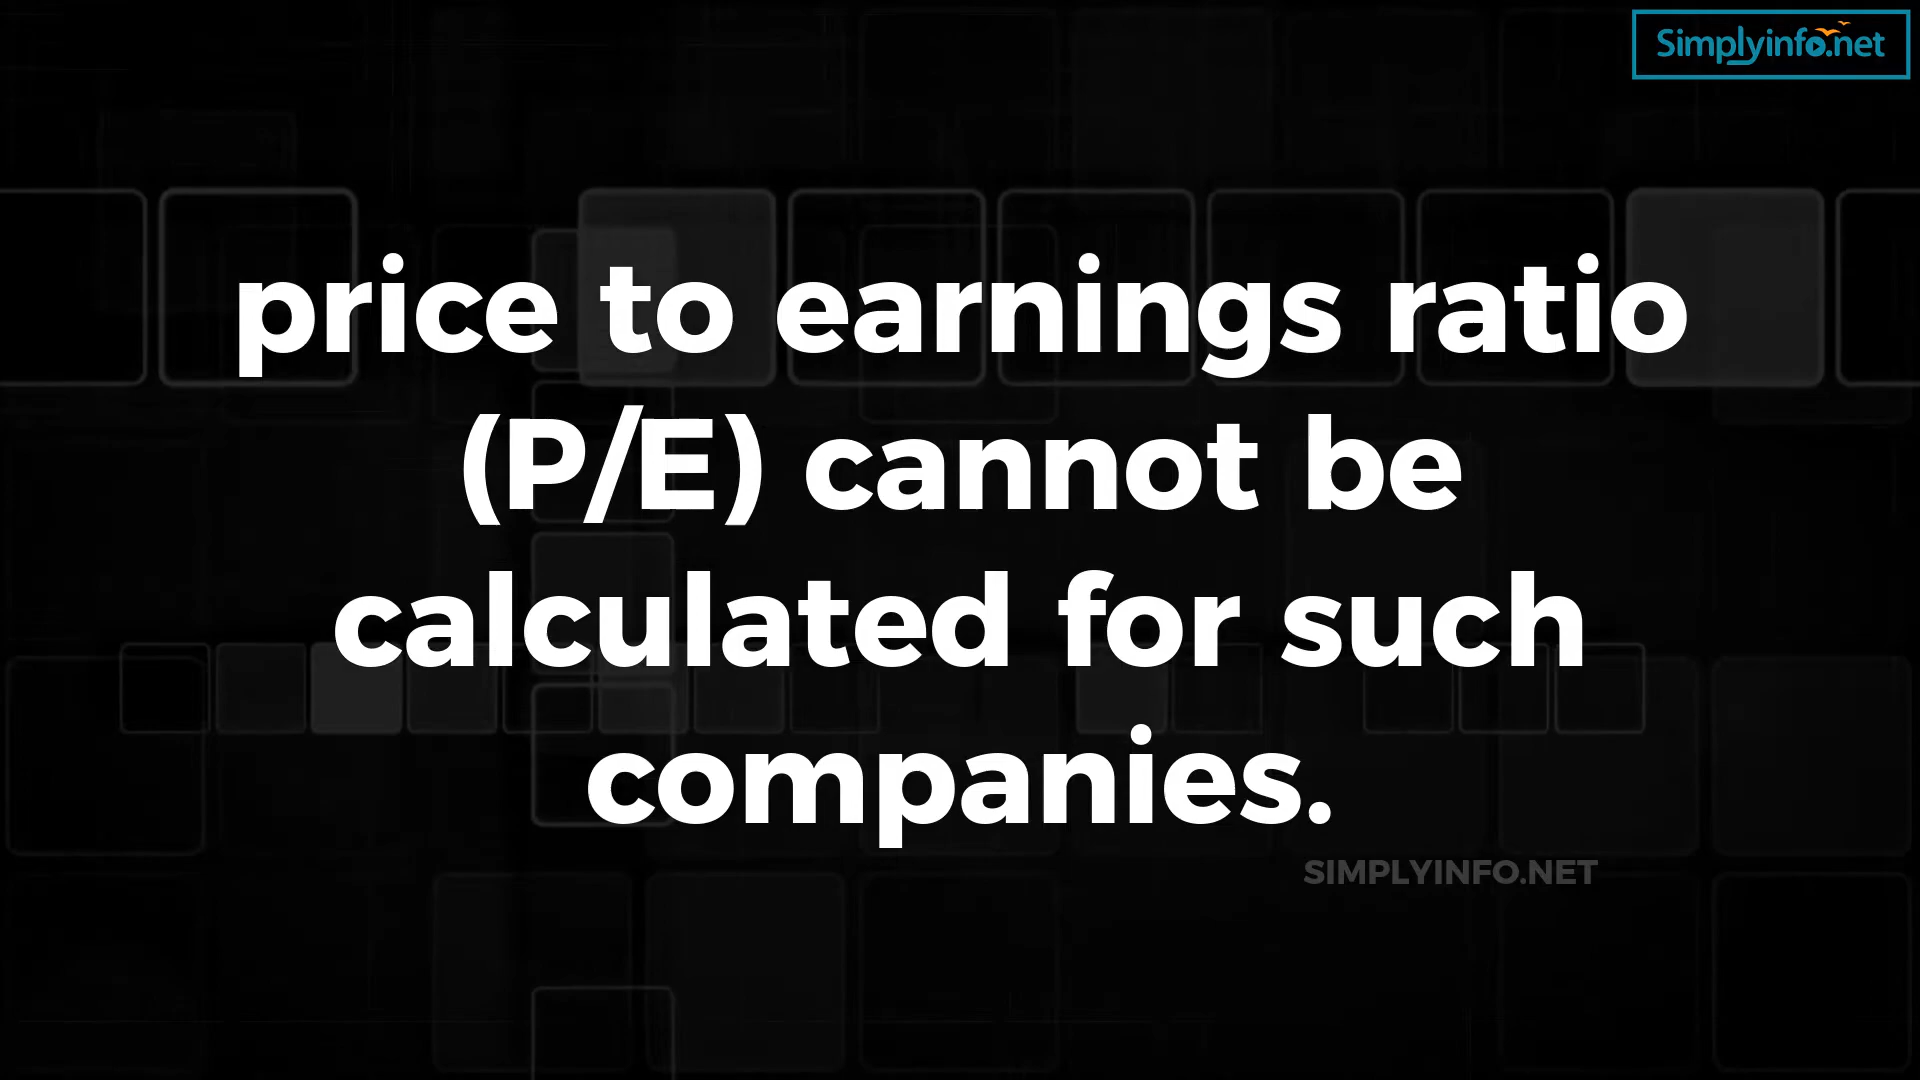 Simplyinfo.net
price to earnings ratio
(P/E) cannot be
calculated for such
companies.
SIMPLYINFO.NET